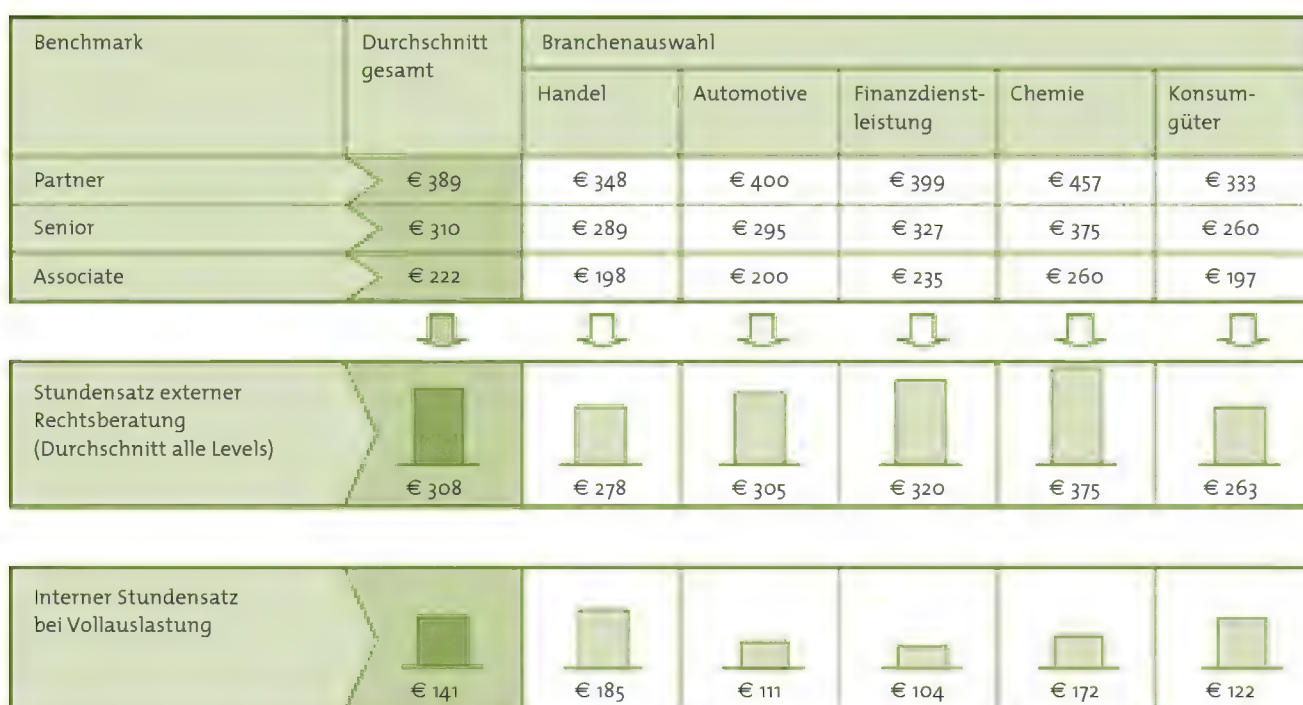 Benchmark
Durchschnitt
gesamt
Branchenauswahl
Handel
Automotive
Finanzdienst-
leistung
Chemie
Konsum-
güter
Partner € 389 € 348 € 400 € 399 € 457 € 333
Senior € 310 € 289 € 295 € 327 € 375 € 260
Associate € 222 € 198 € 200 € 235 € 260 € 197
Stundensatz externer
Rechtsberatung
(Durchschnitt alle Levels)
€ 308 € 278 € 305 € 320 € 375 € 263
Interner Stundensatz
bei Vollauslastung
€ 141 € 185 € 111 € 104 € 172 € 122